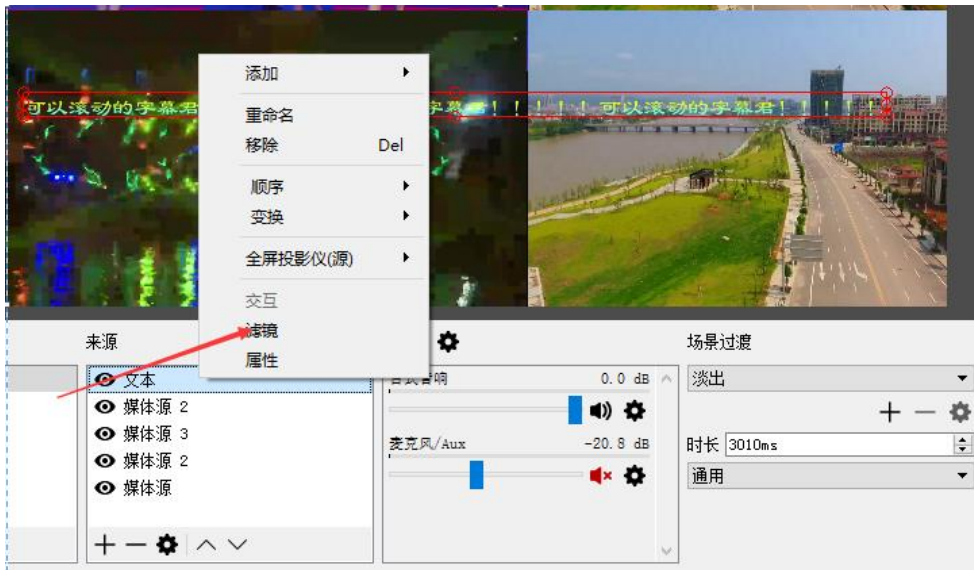 可以滚动的字幕君
字幕君！！！！！可以滚动的字幕君！！！！！
添加
重命名
移除 Del
顺序
变换
全屏投影仪(源)
交互
滤镜
属性
来源
文本
媒体源 2
媒体源 3
媒体源 2
媒体源
台式音响 0.0 dB
麦克风/Aux -20.8 dB
场景过渡
淡出
时长 3010ms
通用